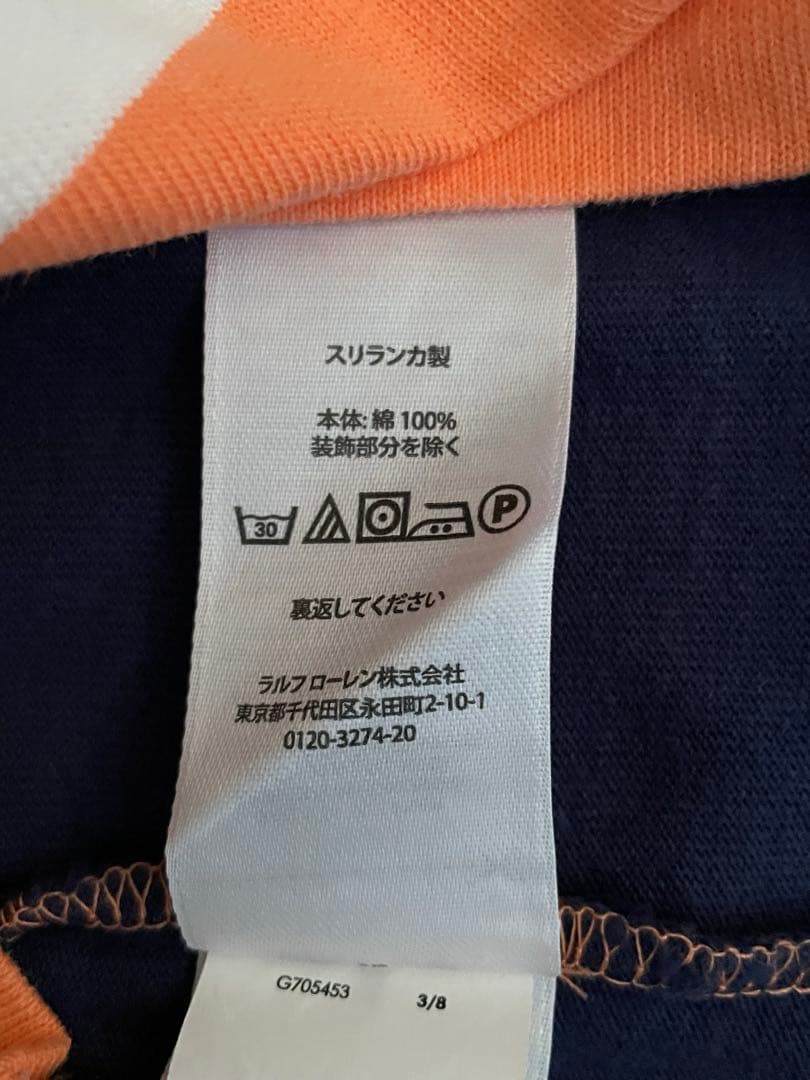 スリランカ製
本体: 綿 100%
装飾部分を除く
30
P
裏返してください
ラルフ ローレン株式会社
東京都千代田区永田町2-10-1
0120-3274-20
G705453
3/8